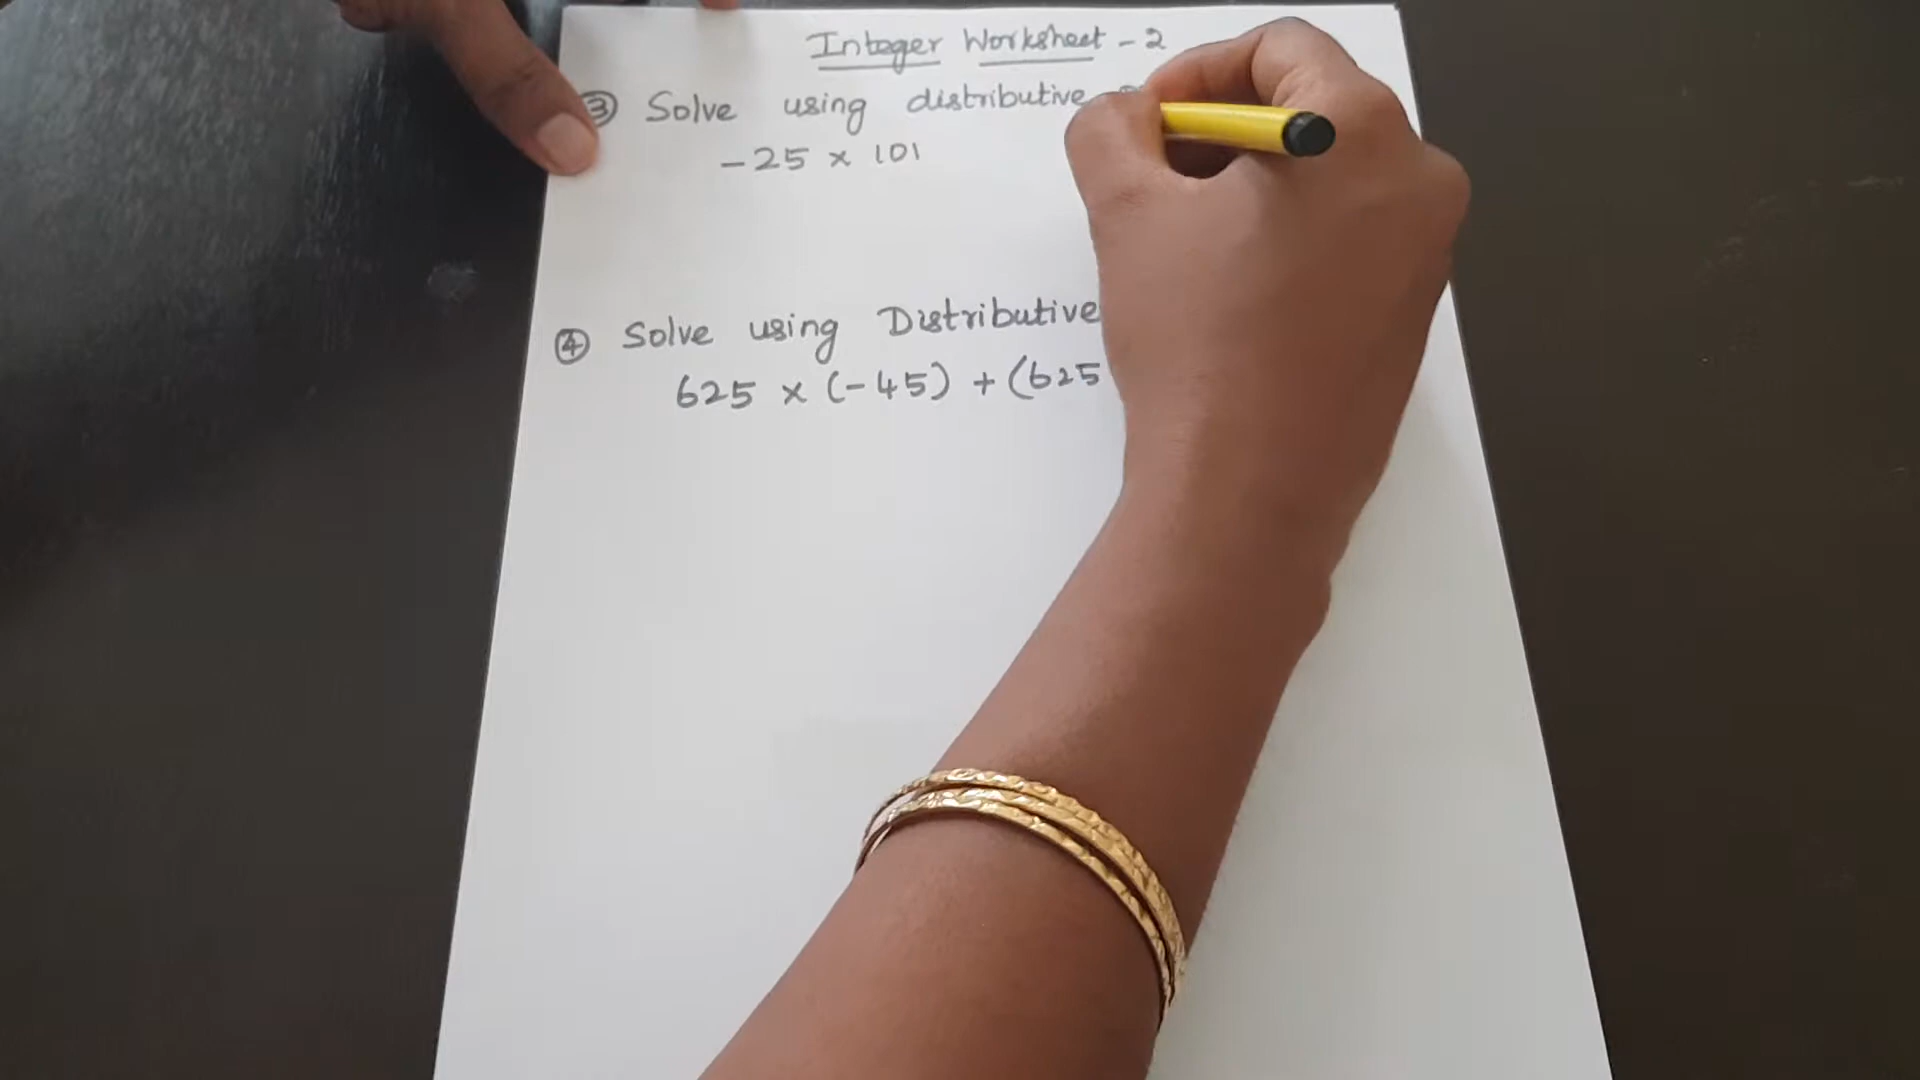 Integer Worksheet - 2
③ Solve using distributive
-25 × 101
④ Solve using Distributive
625 × (-45) + (625